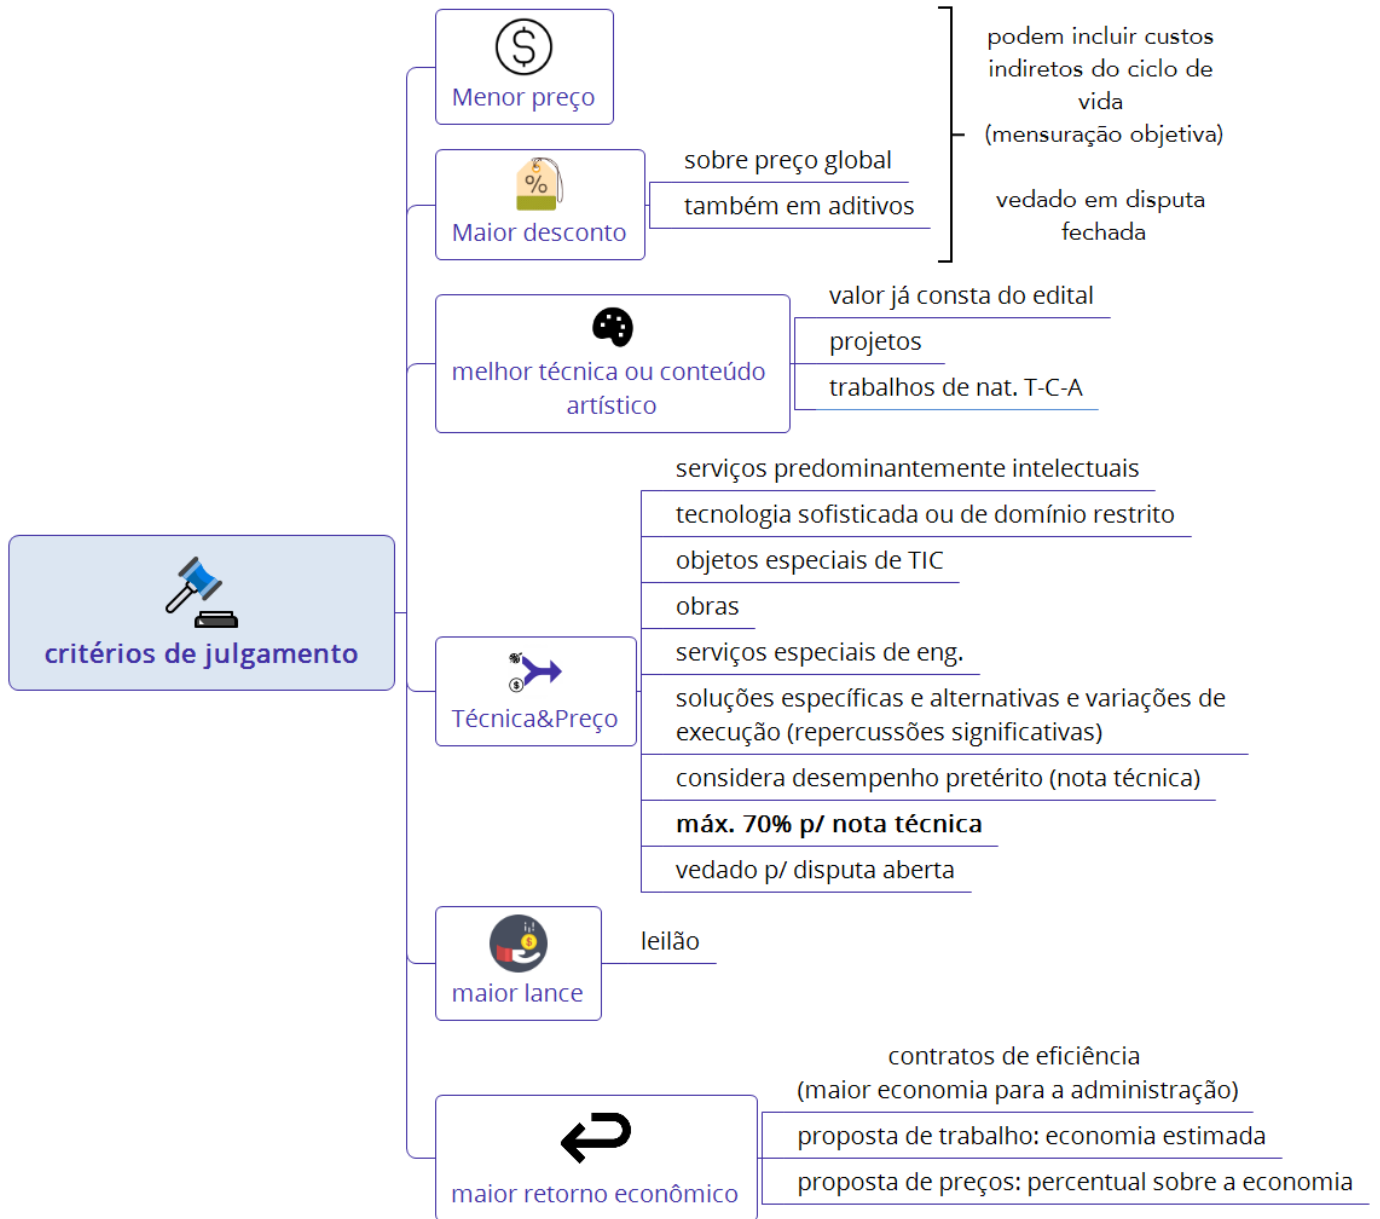 critérios de julgamento
$
Menor preço
%
Maior desconto
sobre preço global
também em aditivos
podem incluir custos
indiretos do ciclo de
vida
(mensuração objetiva)
vedado em disputa
fechada
melhor técnica ou conteúdo
artístico
valor já consta do edital
projetos
trabalhos de nat. T-C-A
$
Técnica&Preço
serviços predominantemente intelectuais
tecnologia sofisticada ou de domínio restrito
objetos especiais de TIC
obras
serviços especiais de eng.
soluções específicas e alternativas e variações de
execução (repercussões significativas)
considera desempenho pretérito (nota técnica)
máx. 70% p/ nota técnica
vedado p/ disputa aberta
$
maior lance
leilão
maior retorno econômico
contratos de eficiência
(maior economia para a administração)
proposta de trabalho: economia estimada
proposta de preços: percentual sobre a economia